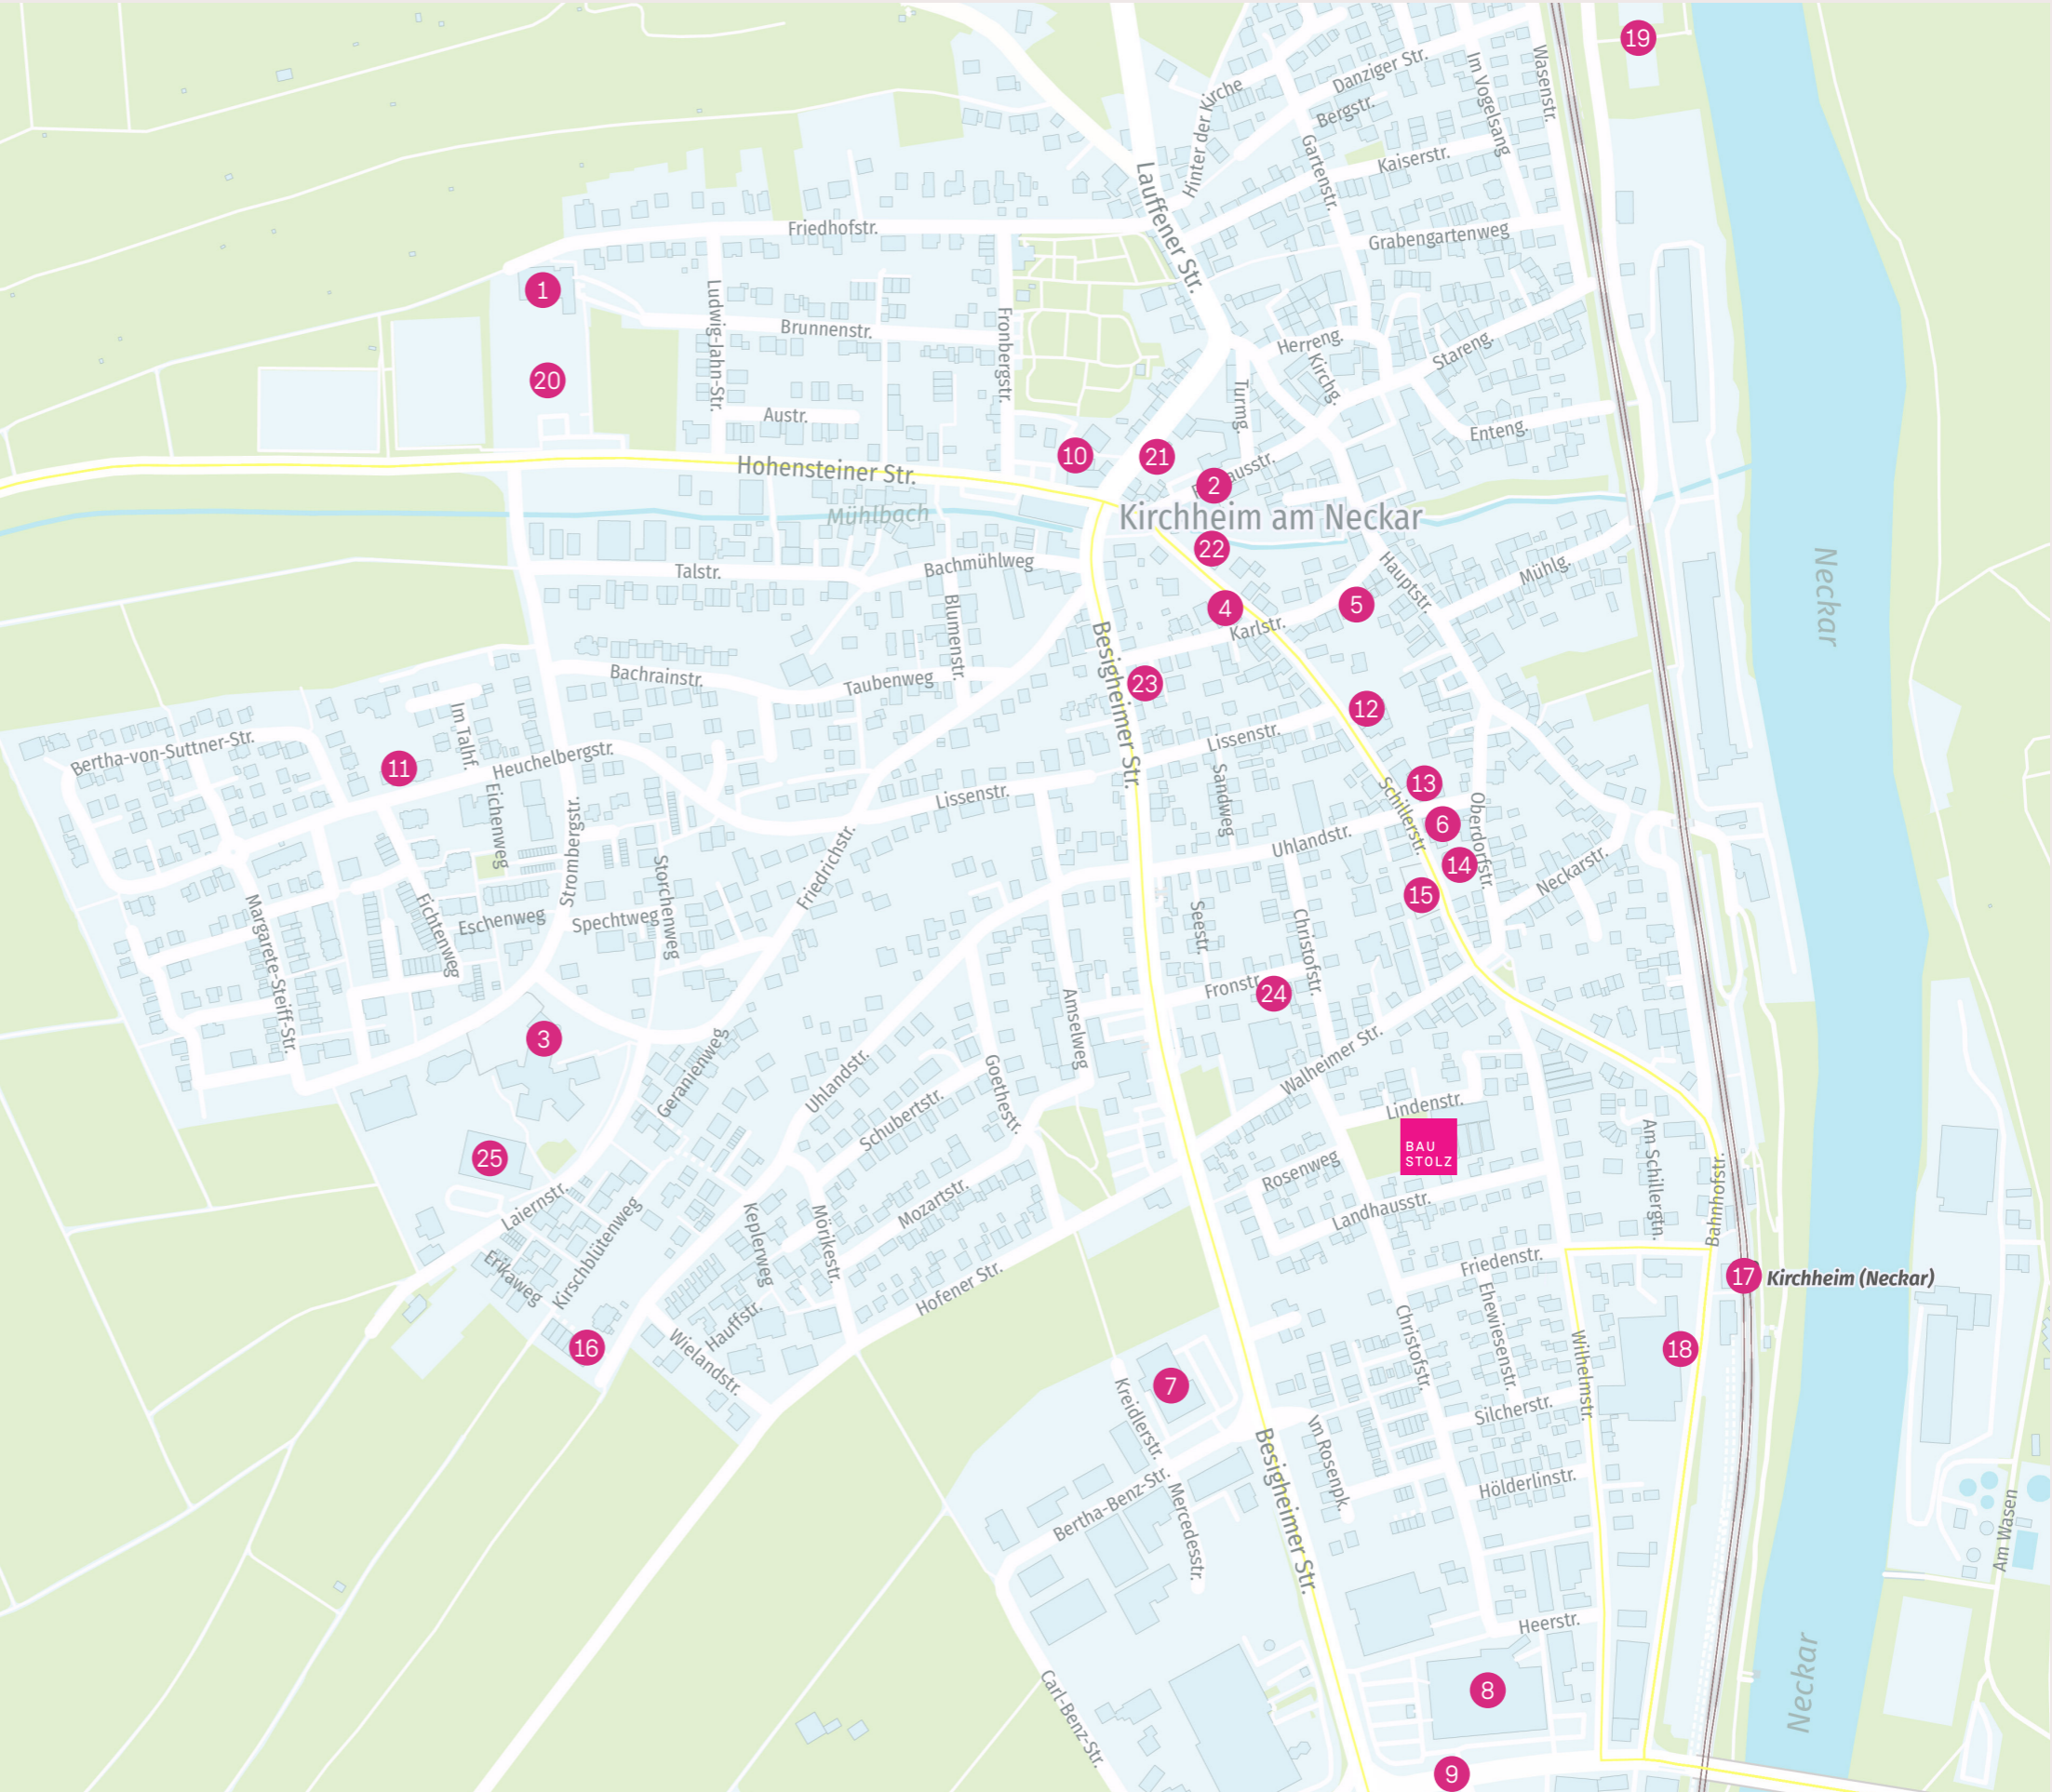 19
Wasenstr.
Danziger Str.
Im Vogelsang
Hinter der Kirche
Bergstr.
Gartenstr.
Kaiserstr.
Lauffener Str.
Friedhofstr.
Grabengartenweg
1
Ludwig-Jahn-Str.
Brunnenstr.
Fronbergstr.
Herreng.
Kirchg.
Stareng.
20
Austr.
Turmg.
Enteng.
10
21
Hohensteiner Str.
2
Mühlbach
Kirchheim am Neckar
22
Talstr.
Bachmühlweg
Hauptstr.
Mühlg.
Neckar
Blumenstr.
4
5
Karlstr.
Besigheimer Str.
Bachrainstr.
Taubenweg
23
12
Im Talhf.
Bertha-von-Suttner-Str.
11
Heuchelbergstr.
Lissenstr.
Lissenstr.
Sandweg
13
Eichenweg
Schillerstr.
6
Oberdorfstr.
Strombergstr.
Uhlandstr.
Friedrichstr.
14
Neckarstr.
15
Storchenweg
Margarete-Steiff-Str.
Fichtenweg
Eschenweg
Spechtweg
Seestr.
Christofstr.
Fronstr.
24
Amselweg
3
Geranienweg
Uhlandstr.
Goethestr.
Walheimer Str.
Schubertstr.
Lindenstr.
BAU
STOLZ
Am Schillergtn.
25
Rosenweg
Bahnhofstr.
Laiernstr.
Kirschblütenweg
Mozartstr.
Landhausstr.
Keplerweg
Mörikestr.
Erikaweg
Friedenstr.
17
Kirchheim (Neckar)
Hofener Str.
Ehewiesenstr.
16
Hauffstr.
Wielandstr.
Christofstr.
Wilhelmstr.
18
7
Kreidlerstr.
Silcherstr.
Im Rosenpk.
Besigheimer Str.
Bertha-Benz-Str.
Mercedesstr.
Hölderlinstr.
Am Wasen
Heerstr.
Neckar
Carl-Benz-Str.
8
9